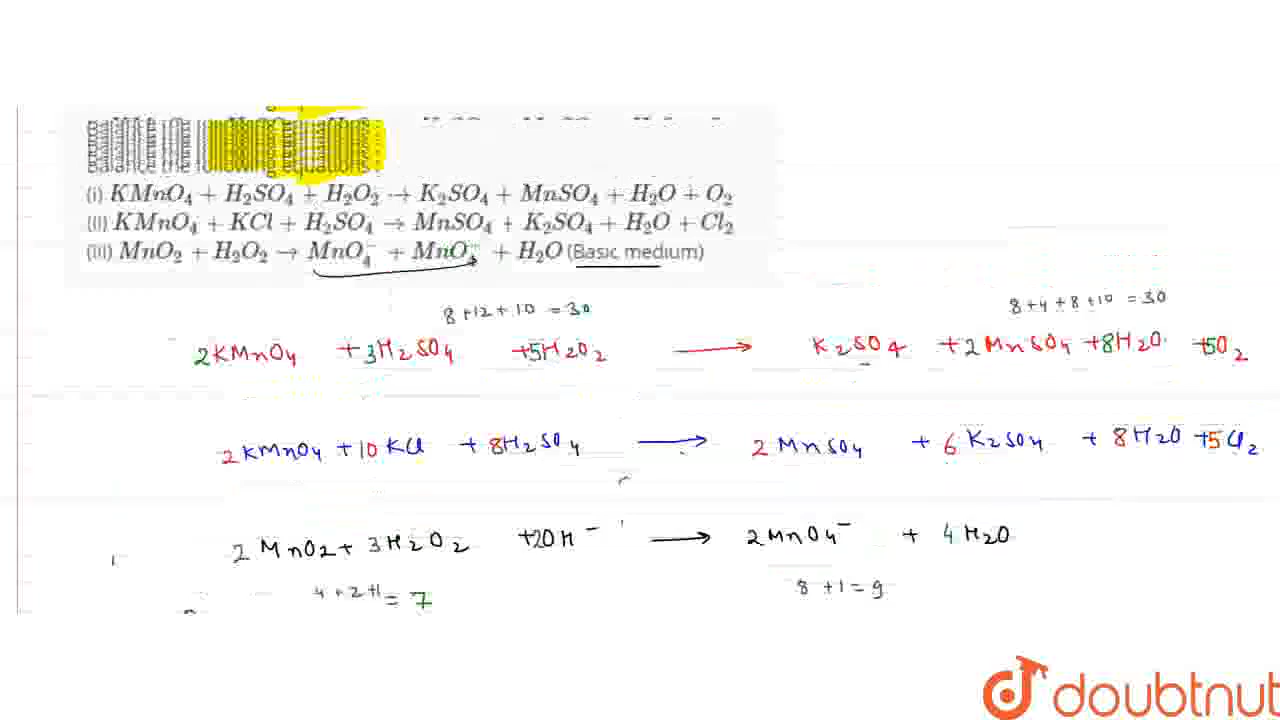 Balance the following equations :
(i) KMnO₄ + H₂SO₄ + H₂O₂ → K₂SO₄ + MnSO₄ + H₂O + O₂
(ii) KMnO₄ + KCl + H₂SO₄ → MnSO₄ + K₂SO₄ + H₂O + Cl₂
(iii) MnO₂ + H₂O₂ → MnO₄⁻ + MnO₄⁻ + H₂O (Basic medium)
8 + 12 + 10 = 30 8 + 4 + 8 + 10 = 30
2KMnO₄ + 3H₂SO₄ + 5H₂O₂ → K₂SO₄ + 2MnSO₄ + 8H₂O + 5O₂
2KMnO₄ + 10KCl + 8H₂SO₄ → 2MnSO₄ + 6K₂SO₄ + 8H₂O + 5Cl₂
2MnO₂ + 3H₂O₂ + 2OH⁻ → 2MnO₄⁻ + 4H₂O
4 + 2 + 1 = 7 8 + 1 = 9
doubtnut